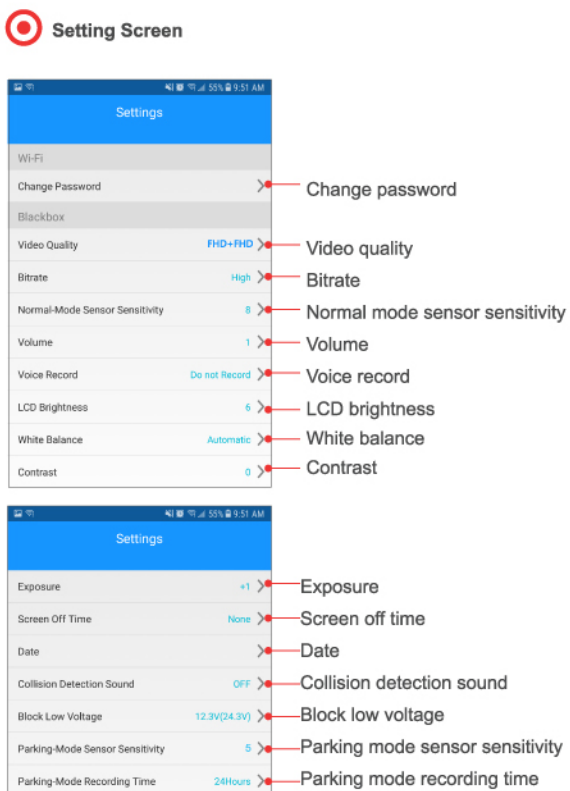 Setting Screen
55% 9:51 AM
Settings
Wi-Fi
Change Password Change password
Blackbox
Video Quality FHD+FHD Video quality
Bitrate High Bitrate
Normal-Mode Sensor Sensitivity 8 Normal mode sensor sensitivity
Volume 1 Volume
Voice Record Do not Record Voice record
LCD Brightness 6 LCD brightness
White Balance Automatic White balance
Contrast 0 Contrast
55% 9:51 AM
Settings
Exposure +1 Exposure
Screen Off Time None Screen off time
Date Date
Collision Detection Sound OFF Collision detection sound
Block Low Voltage 12.3V(24.3V) Block low voltage
Parking-Mode Sensor Sensitivity 5 Parking mode sensor sensitivity
Parking-Mode Recording Time 24Hours Parking mode recording time